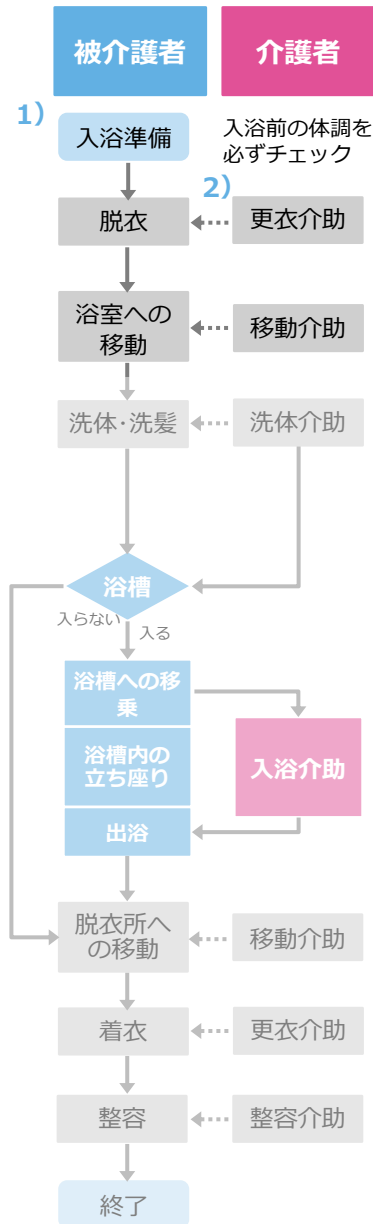 被介護者
介護者
1)
入浴準備
入浴前の体調を
必ずチェック
2)
脱衣
更衣介助
浴室への
移動
移動介助
洗体・洗髪
洗体介助
浴槽
入らない
入る
浴槽への移
乗
浴槽内の
立ち座り
入浴介助
出浴
脱衣所へ
の移動
移動介助
着衣
更衣介助
整容
整容介助
終了